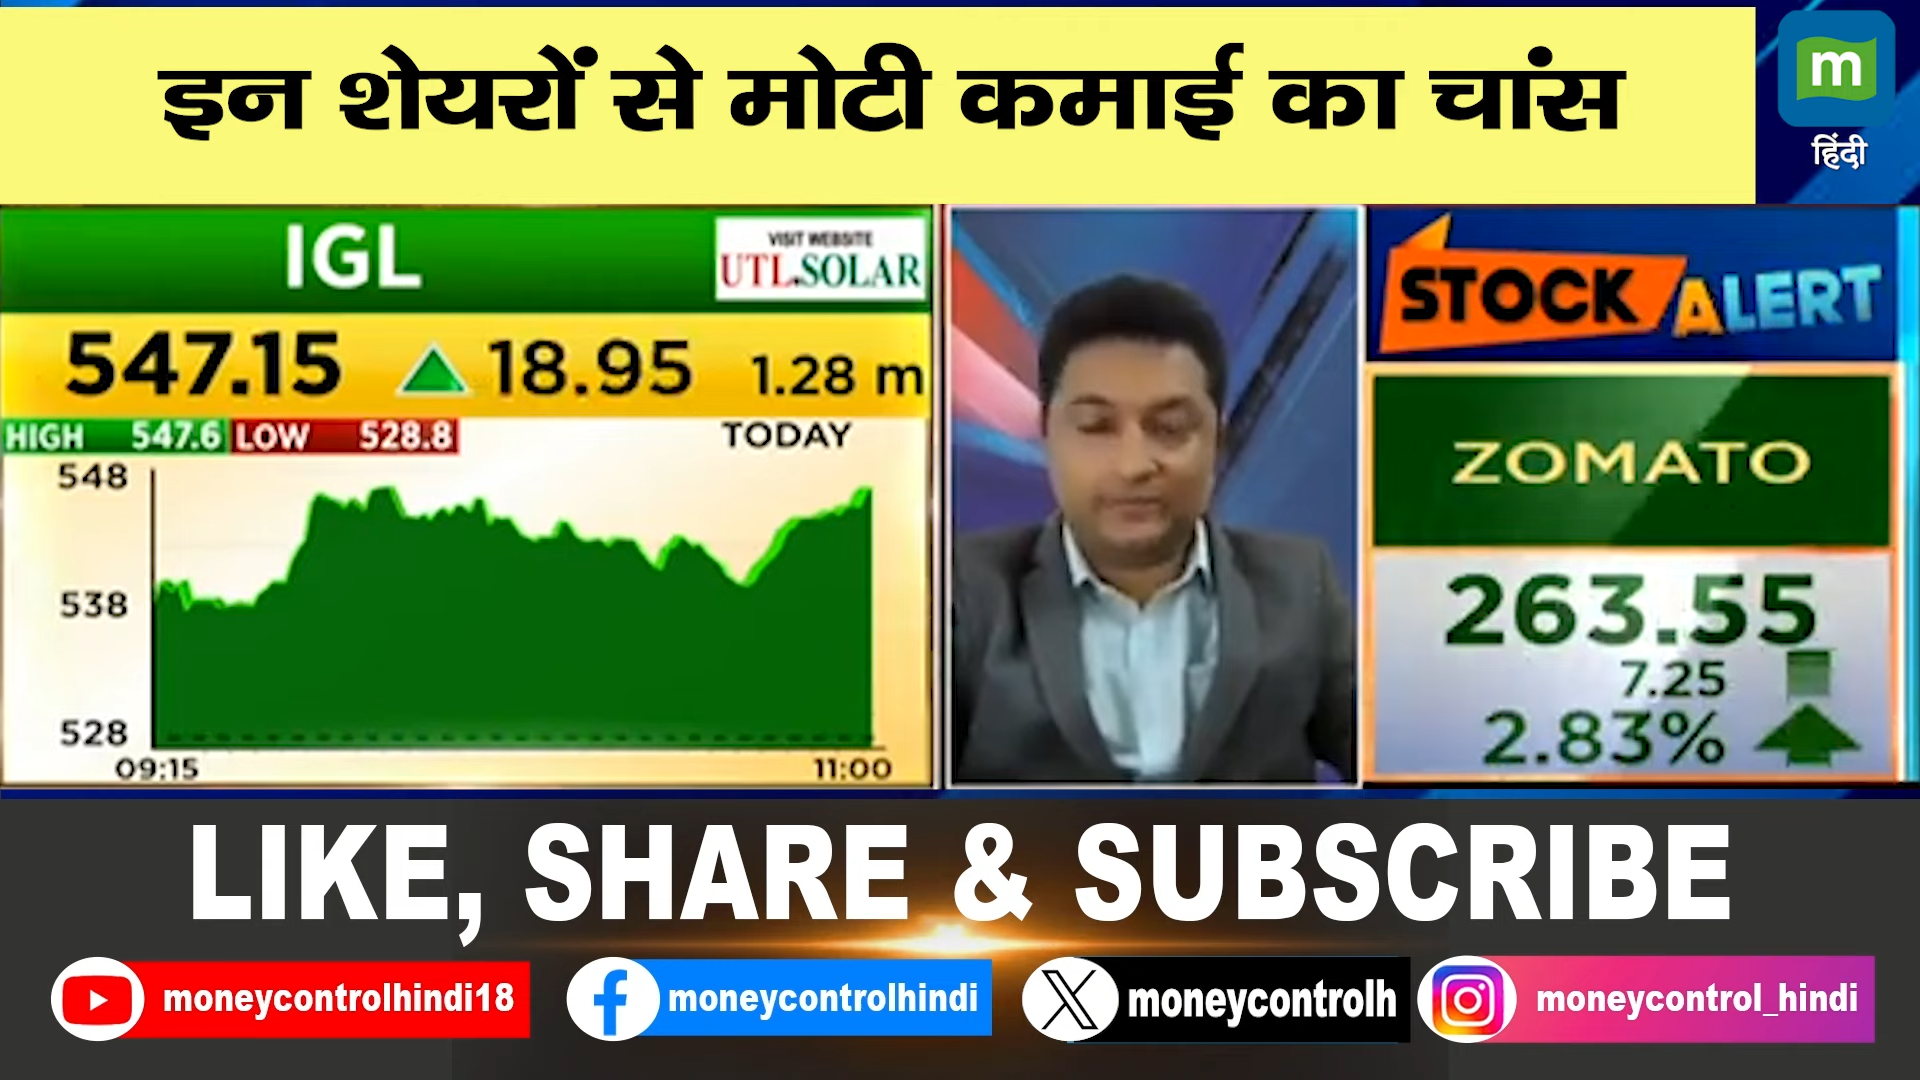 इन शेयरों से मोटी कमाई का चांस
m
हिंदी
IGL
VISIT WEBSITE
UTL.SOLAR
547.15 18.95 1.28 m
HIGH 547.6 LOW 528.8 TODAY
548
538
528
09:15 11:00
STOCK ALERT
ZOMATO
263.55
7.25
2.83%
LIKE, SHARE & SUBSCRIBE
moneycontrolhindi18 moneycontrolhindi moneycontrolh moneycontrol_hindi